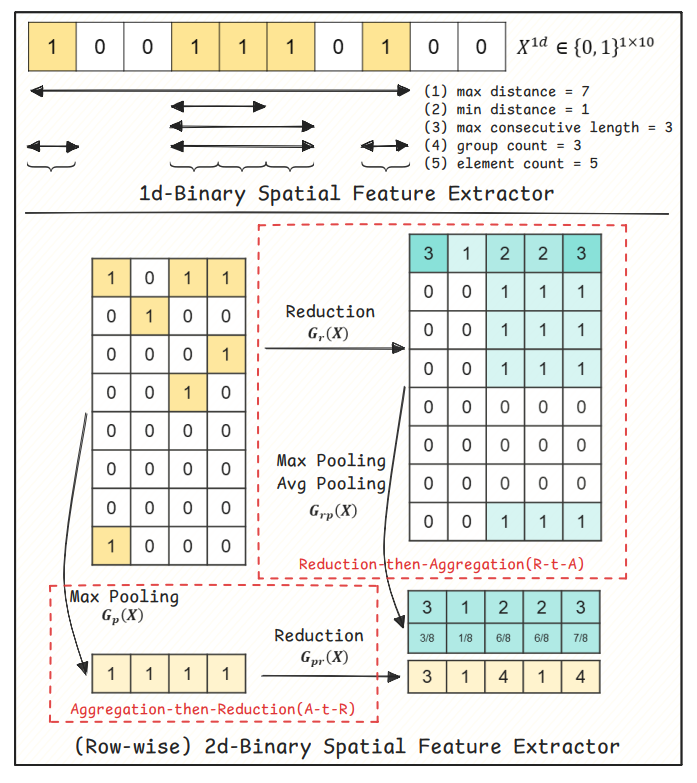 1 0 0 1 1 1 0 1 0 0 X^{1d} ∈ {0, 1}^{1×10}
(1) max distance = 7
(2) min distance = 1
(3) max consecutive length = 3
(4) group count = 3
(5) element count = 5
1d-Binary Spatial Feature Extractor
1 0 1 1
0 1 0 0
0 0 0 1
0 0 1 0
0 0 0 0
0 0 0 0
0 0 0 0
1 0 0 0
Reduction
G_r(X)
3 1 2 2 3
0 0 1 1 1
0 0 1 1 1
0 0 1 1 1
0 0 0 0 0
0 0 0 0 0
0 0 0 0 0
0 0 1 1 1
Max Pooling
Avg Pooling
G_{rp}(X)
Reduction-then-Aggregation(R-t-A)
Max Pooling
G_p(X)
1 1 1 1
Reduction
G_{pr}(X)
Aggregation-then-Reduction(A-t-R)
3 1 2 2 3
3/8 1/8 6/8 6/8 7/8
3 1 4 1 4
(Row-wise) 2d-Binary Spatial Feature Extractor